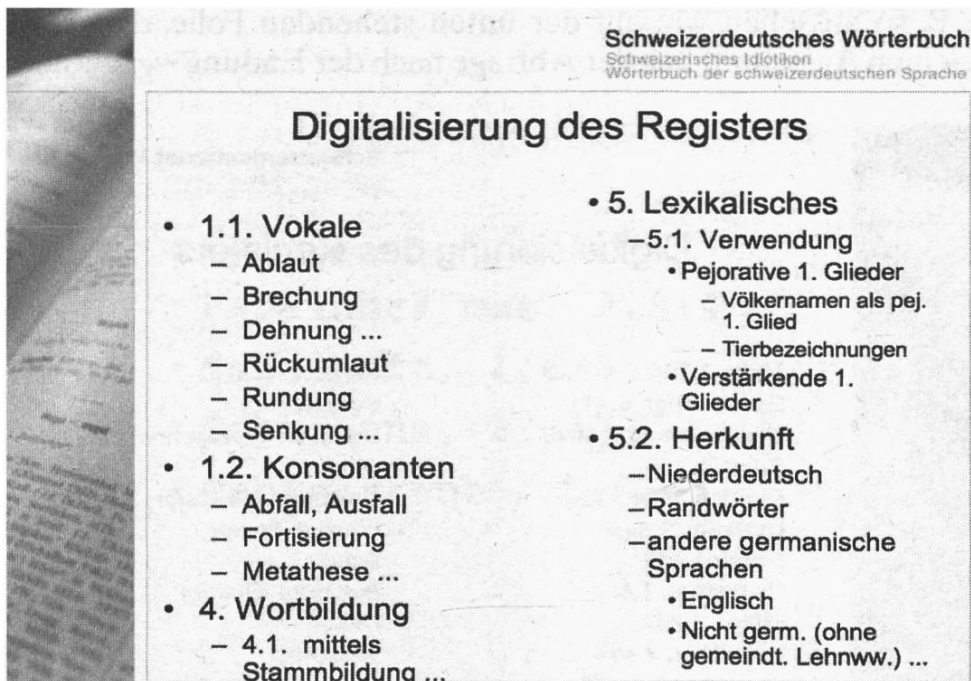 Schweizerdeutsches Wörterbuch
Schweizerisches Idiotikon
Wörterbuch der schweizerdeutschen Sprache
Digitalisierung des Registers
• 1.1. Vokale
– Ablaut
– Brechung
– Dehnung ...
– Rückumlaut
– Rundung
– Senkung ...
• 1.2. Konsonanten
– Abfall, Ausfall
– Fortisierung
– Metathese ...
• 4. Wortbildung
– 4.1. mittels
Stammbildung ...
• 5. Lexikalisches
– 5.1. Verwendung
• Pejorative 1. Glieder
– Völkernamen als pej.
1. Glied
– Tierbezeichnungen
• Verstärkende 1.
Glieder
• 5.2. Herkunft
– Niederdeutsch
– Randwörter
– andere germanische
Sprachen
• Englisch
• Nicht germ. (ohne
gemeindt. Lehnww.) ...